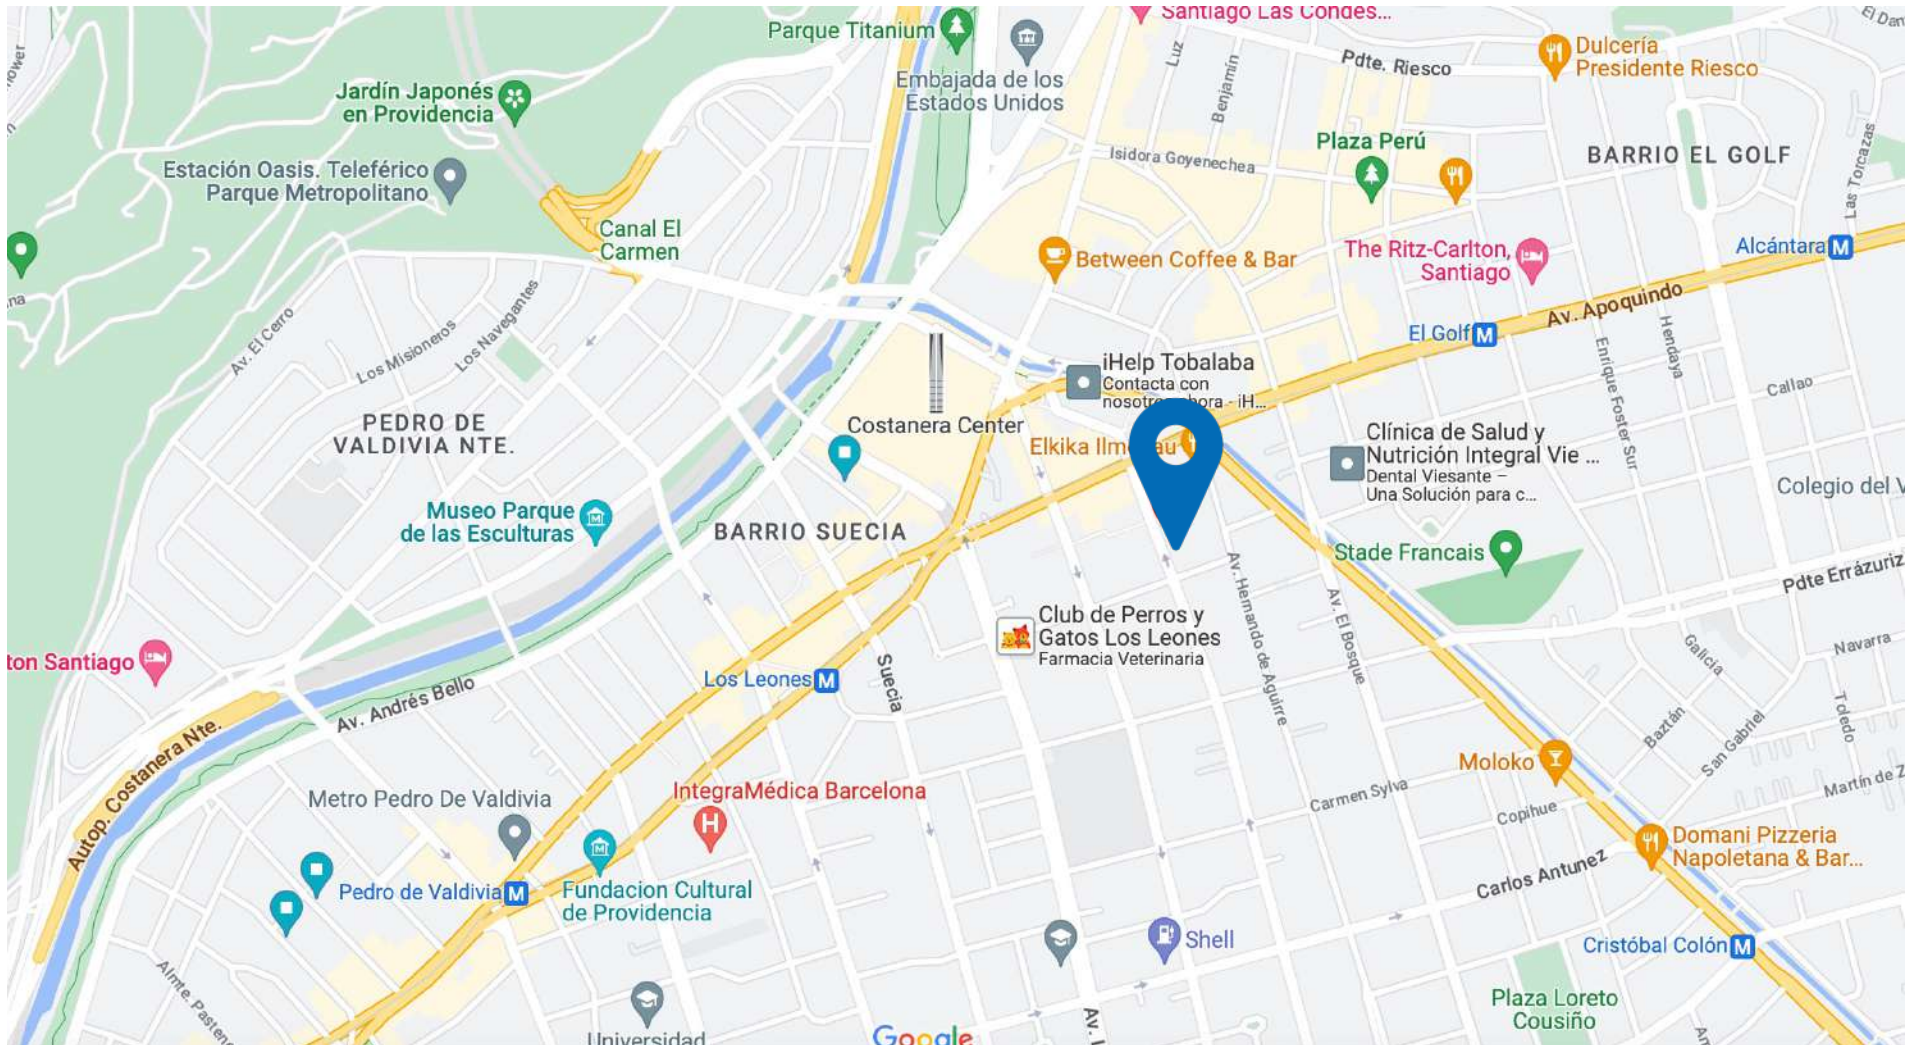 Santiago Las Condes...
Parque Titanium
Embajada de los
Estados Unidos
Luz
Benjamín
Pdte. Riesco
Dulcería
Presidente Riesco
Jardín Japonés
en Providencia
Plaza Perú
Isidora Goyenechea
BARRIO EL GOLF
Las Torcazas
Estación Oasis. Teleférico
Parque Metropolitano
Canal El
Carmen
Between Coffee & Bar
The Ritz-Carlton,
Santiago
Alcántara M
Av. Apoquindo
El Golf M
Av. El Cerro
Los Misioneros
Los Navegantes
Enrique Foster Sur
Hendaya
Callao
iHelp Tobalaba
Contacta con
iH...
Costanera Center
PEDRO DE
VALDIVIA NTE.
Elkika
Clínica de Salud y
Nutrición Integral Vie ...
Dental Viesante –
Una Solución para c...
Colegio del V
Museo Parque
de las Esculturas
BARRIO SUECIA
Stade Francais
Pdte Errázuriz
Av. Hernando de Aguirre
Av. El Bosque
Club de Perros y
Gatos Los Leones
Farmacia Veterinaria
Galicia
Navarra
ton Santiago
Los Leones M
Suecia
Av. Andrés Bello
Autop. Costanera Nte.
Baztán
San Gabriel
Toledo
Moloko
Martín de Z
Carmen Sylva
Copihue
Metro Pedro De Valdivia
IntegraMédica Barcelona
H
Domani Pizzeria
Napoletana & Bar...
Carlos Antunez
Pedro de Valdivia M
Fundacion Cultural
de Providencia
Shell
Cristóbal Colón M
Almte. Pasten
Plaza Loreto
Cousiño
Universidad
Google
Av.